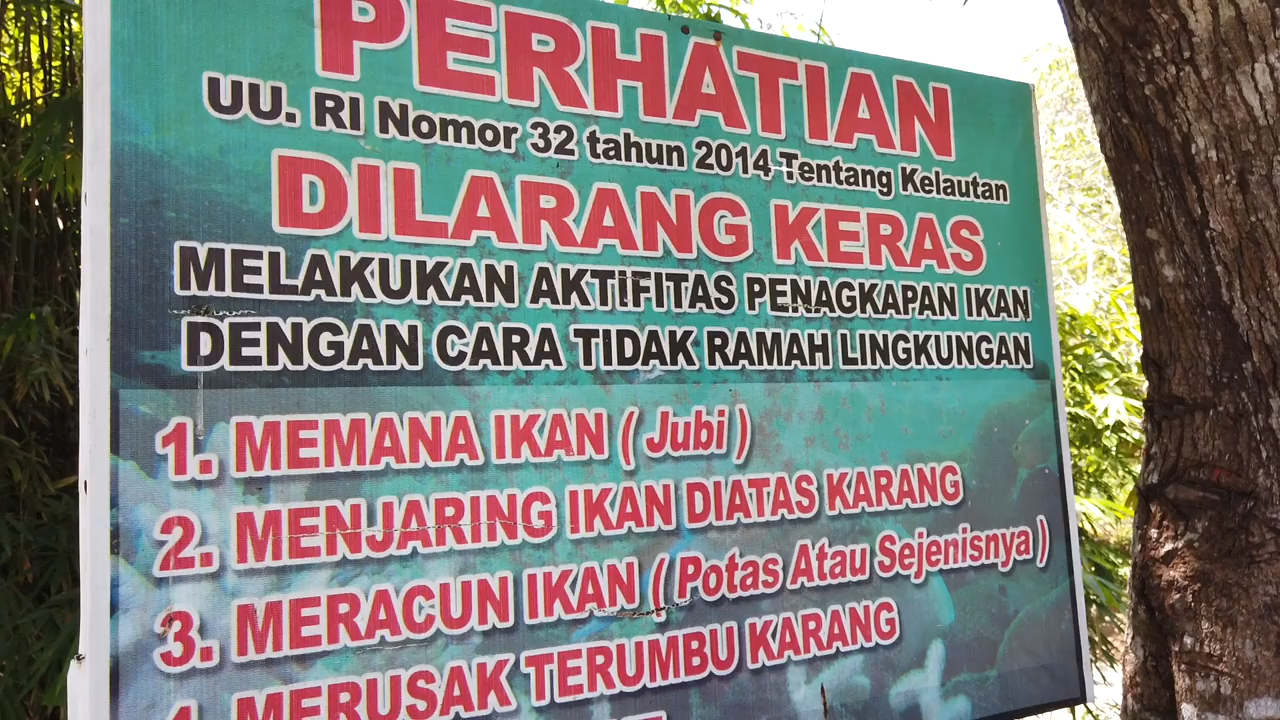 PERHATIAN
UU. RI Nomor 32 tahun 2014 Tentang Kelautan
DILARANG KERAS
MELAKUKAN AKTIFITAS PENAGKAPAN IKAN
DENGAN CARA TIDAK RAMAH LINGKUNGAN
1. MEMANA IKAN ( Jubi )
2. MENJARING IKAN DIATAS KARANG
3. MERACUN IKAN ( Potas Atau Sejenisnya )
4. MERUSAK TERUMBU KARANG